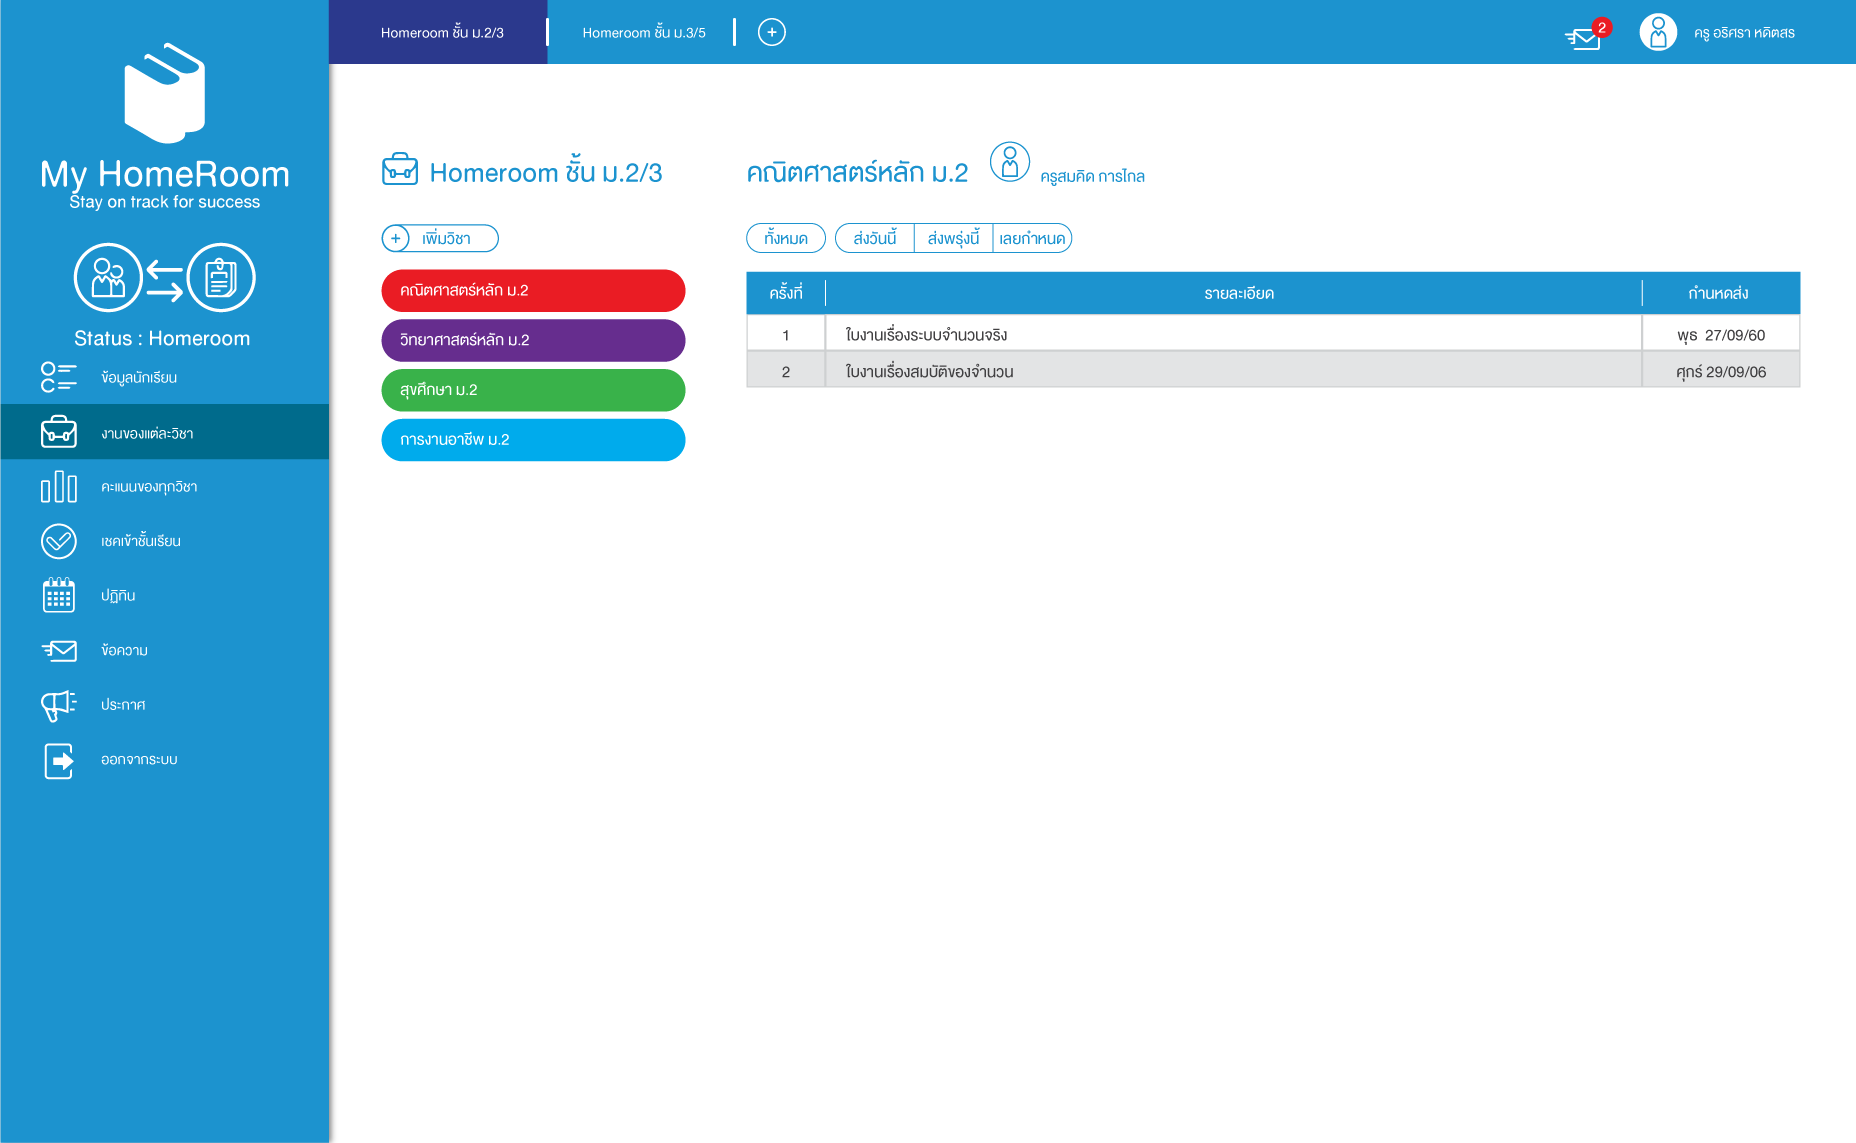 Homeroom ชั้น ม.2/3
Homeroom ชั้น ม.3/5
2
ครู อริศรา หดิตสร
My HomeRoom
Stay on track for success
Status : Homeroom
ข้อมูลนักเรียน
งานของแต่ละวิชา
คะแนนของทุกวิชา
เชคเข้าชั้นเรียน
ปฏิทิน
ข้อความ
ประกาศ
ออกจากระบบ
Homeroom ชั้น ม.2/3
เพิ่มวิชา
คณิตศาสตร์หลัก ม.2
วิทยาศาสตร์หลัก ม.2
สุขศึกษา ม.2
การงานอาชีพ ม.2
คณิตศาสตร์หลัก ม.2 ครูสมคิด การไกล
ทั้งหมด ส่งวันนี้ ส่งพรุ่งนี้ เลยกำหนด
ครั้งที่ รายละเอียด กำนหดส่ง
1 ใบงานเรื่องระบบจำนวนจริง พุธ 27/09/60
2 ใบงานเรื่องสมบัติของจำนวน ศุกร์ 29/09/06